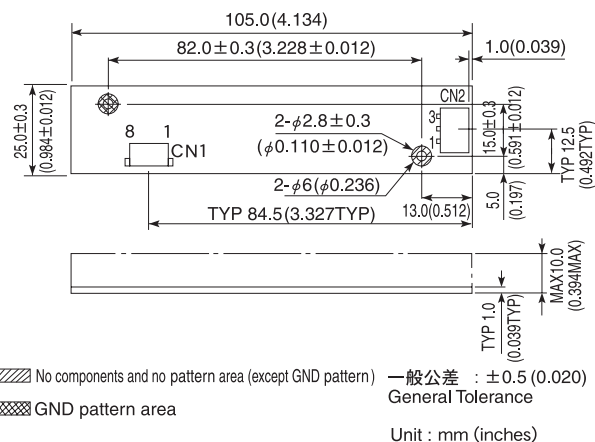 105.0(4.134)
82.0±0.3(3.228±0.012)
1.0(0.039)
25.0±0.3
(0.984±0.012)
8 1
CN1
2-φ2.8±0.3
(φ0.110±0.012)
2-φ6(φ0.236)
CN2
3
1
15.0±0.3
(0.591±0.012)
TYP 12.5
(0.492TYP)
5.0
(0.197)
13.0(0.512)
TYP 84.5(3.327TYP)
MAX10.0
(0.394MAX)
TYP 1.0
(0.039TYP)
No components and no pattern area (except GND pattern)
GND pattern area
一般公差 : ±0.5 (0.020)
General Tolerance
Unit : mm (inches)